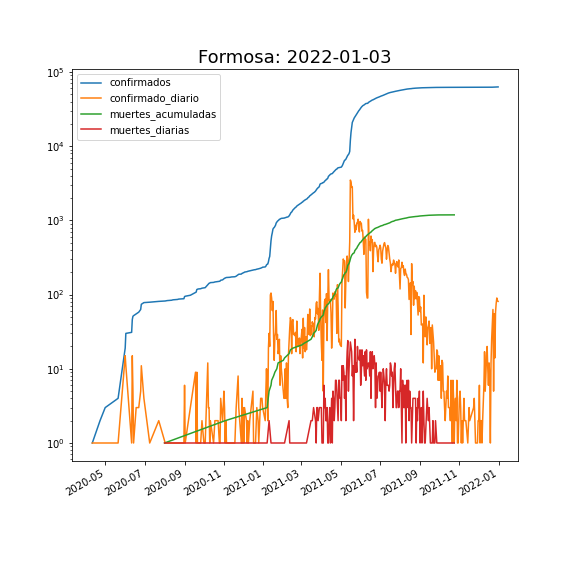 Formosa: 2022-01-03
confirmados
confirmado_diario
muertes_acumuladas
muertes_diarias
10^5
10^4
10^3
10^2
10^1
10^0
2020-05 2020-07 2020-09 2020-11 2021-01 2021-03 2021-05 2021-07 2021-09 2021-11 2022-01